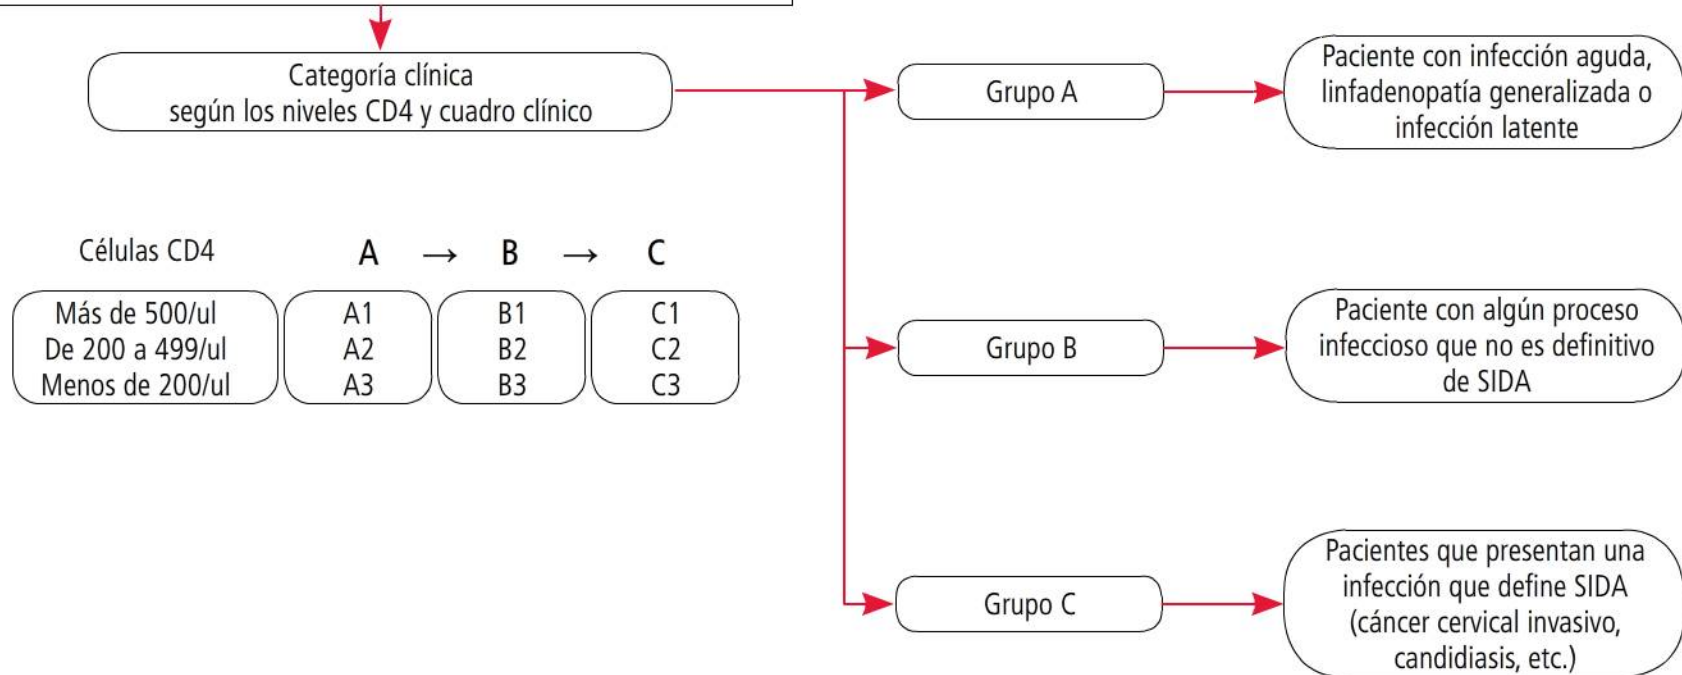 Categoría clínica
según los niveles CD4 y cuadro clínico
Grupo A
Paciente con infección aguda,
linfadenopatía generalizada o
infección latente
Células CD4 A → B → C
Más de 500/ul A1 B1 C1
De 200 a 499/ul A2 B2 C2
Menos de 200/ul A3 B3 C3
Grupo B
Paciente con algún proceso
infeccioso que no es definitivo
de SIDA
Grupo C
Pacientes que presentan una
infección que define SIDA
(cáncer cervical invasivo,
candidiasis, etc.)